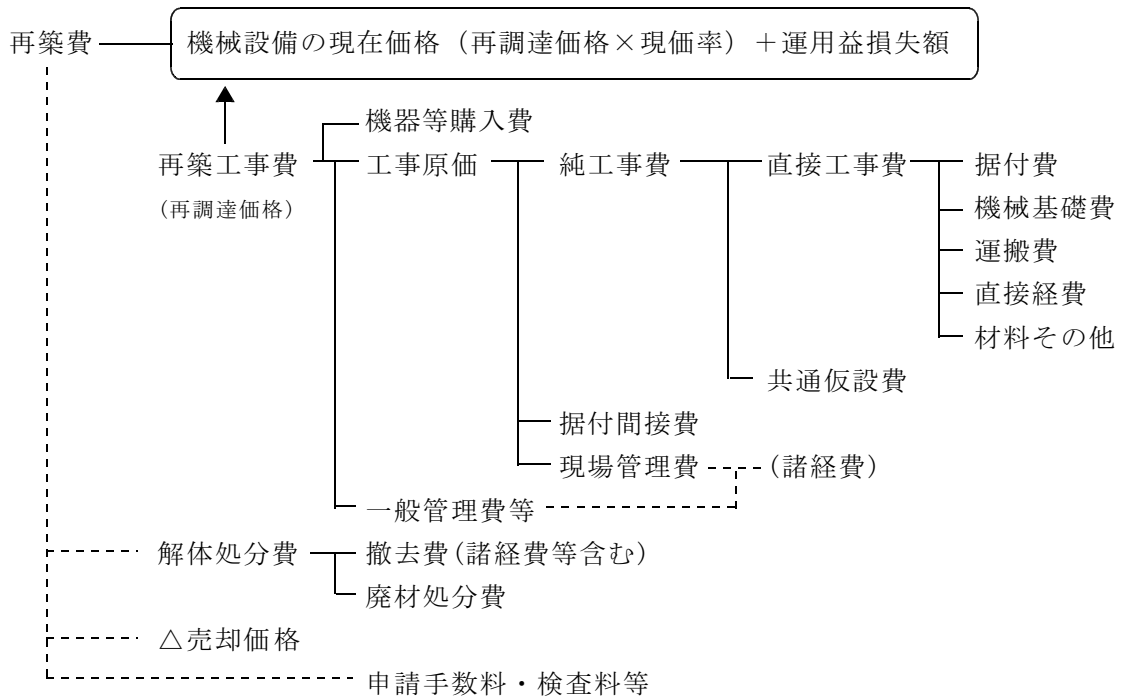 再築費 機械設備の現在価格（再調達価格×現価率）＋運用益損失額
機器等購入費
再築工事費 工事原価 純工事費 直接工事費 据付費
(再調達価格) 機械基礎費
運搬費
直接経費
材料その他
共通仮設費
据付間接費
現場管理費 (諸経費)
一般管理費等
解体処分費 撤去費(諸経費等含む)
廃材処分費
△売却価格
申請手数料・検査料等